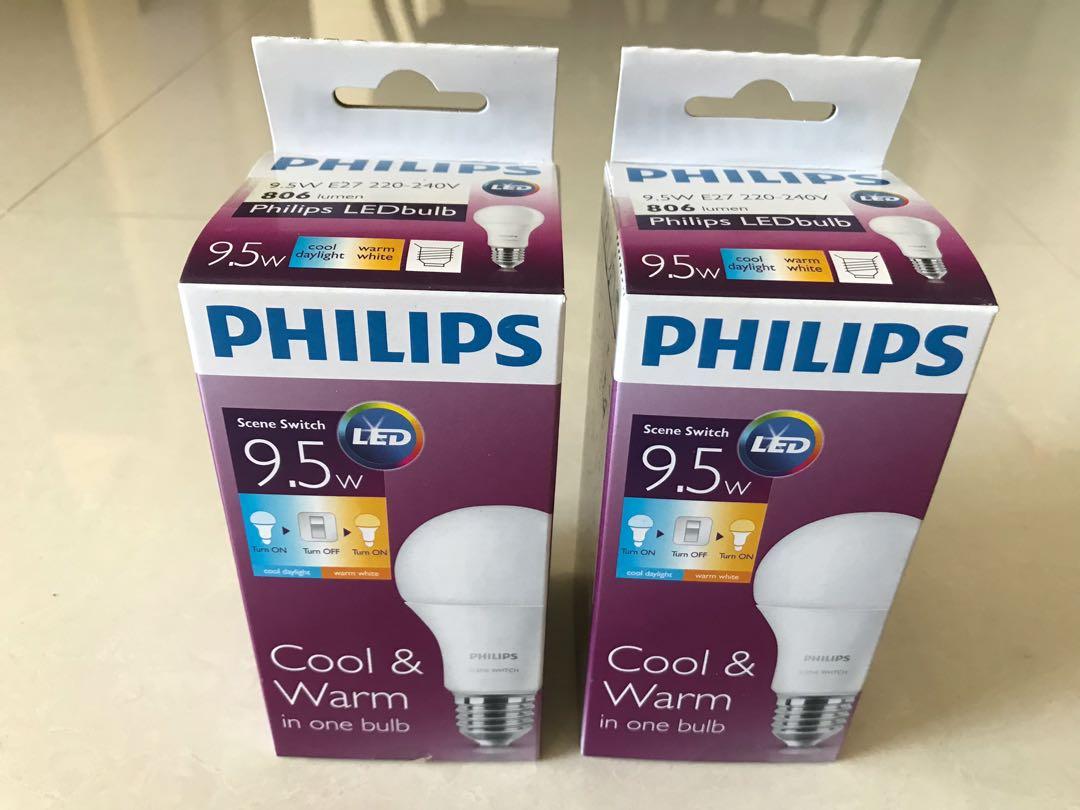 PHILIPS
9.5W E27 220-240V
806 lumen
LED
Philips LEDbulb
9.5W
cool daylight
warm white
PHILIPS
Scene Switch
LED
9.5W
Turn ON
Turn OFF
Turn ON
cool daylight
warm white
PHILIPS
SCENE SWITCH
Cool &
Warm
in one bulb
PHILIPS
9.5W E27 220-240V
806 lumen
LED
Philips LEDbulb
9.5W
cool daylight
warm white
PHILIPS
Scene Switch
LED
9.5W
Turn ON
Turn OFF
Turn ON
cool daylight
warm white
PHILIPS
SCENE SWITCH
Cool &
Warm
in one bulb